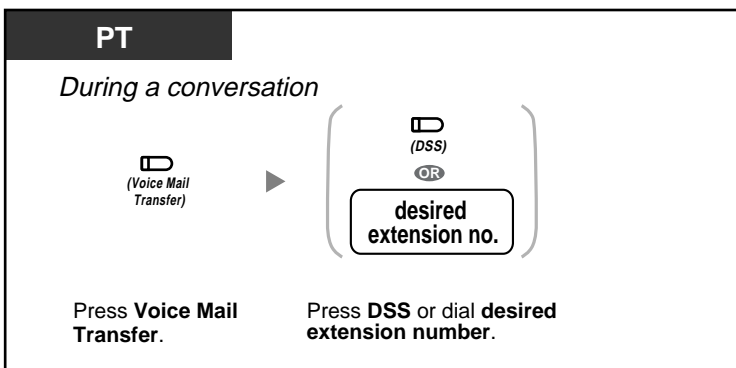 PT
During a conversation
(DSS)
(Voice Mail
Transfer)
OR
desired
extension no.
Press Voice Mail
Transfer.
Press DSS or dial desired
extension number.